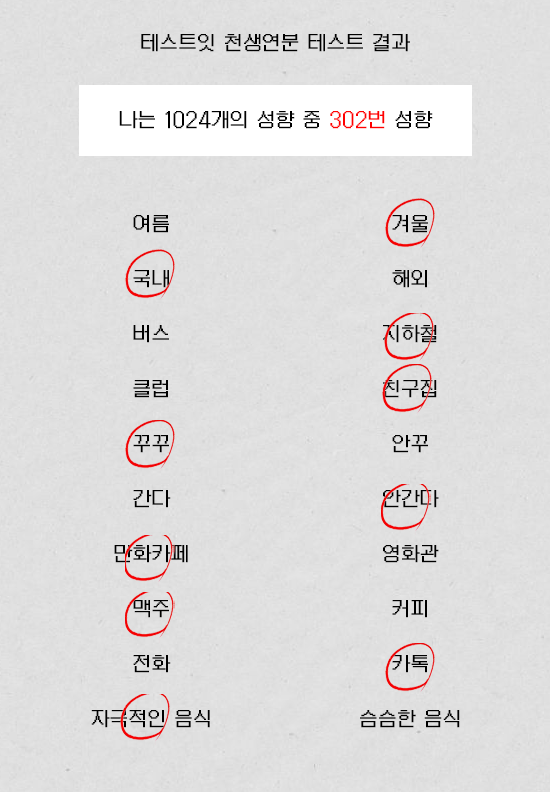 테스트잇 천생연분 테스트 결과
나는 1024개의 성향 중 302번 성향
여름 겨울
국내 해외
버스 지하철
클럽 친구집
꾸꾸 안꾸
간다 안간다
만화카페 영화관
맥주 커피
전화 카톡
자극적인 음식 슴슴한 음식